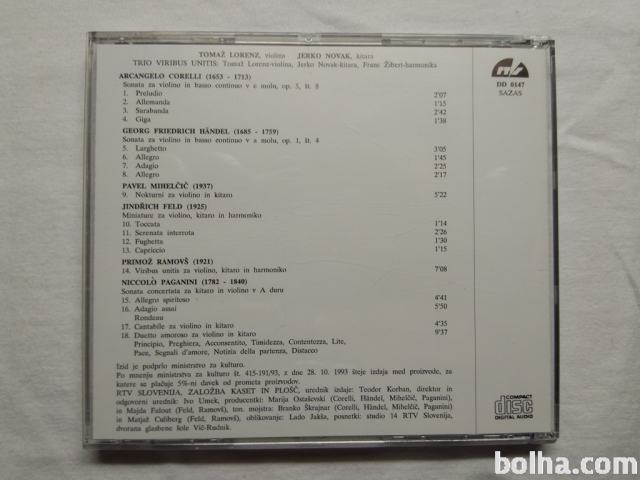 TOMAŽ LORENZ, violina JERKO NOVAK, kitara
TRIO VIRIBUS UNITIS: Tomaž Lorenz-violina, Jerko Novak-kitara, Franc Žibert-harmonika
DD 0147
SAZAS
ARCANGELO CORELLI (1653 - 1713)
Sonata za violino in basso continuo v e molu, op. 5, št. 8
1. Preludio 2'07
2. Allemanda 1'15
3. Sarabanda 2'42
4. Giga 1'38
GEORG FRIEDRICH HÄNDEL (1685 - 1759)
Sonata za violino in basso continuo v a molu, op. 1, št. 4
5. Larghetto 3'05
6. Allegro 1'45
7. Adagio 2'25
8. Allegro 2'17
PAVEL MIHELČIČ (1937)
9. Nokturni za violino in kitaro 5'22
JINDŘICH FELD (1925)
Miniature za violino, kitaro in harmoniko
10. Toccata 1'14
11. Serenata interrota 2'26
12. Fughetta 1'30
13. Capriccio 1'15
PRIMOŽ RAMOVŠ (1921)
14. Viribus unitis za violino, kitaro in harmoniko 7'08
NICCOLÒ PAGANINI (1782 - 1840)
Sonata concertata za kitaro in violino v A duru
15. Allegro spiritoso 4'41
16. Adagio assai 5'50
Rondeau
17. Cantabile za violino in kitaro 4'35
18. Duetto amoroso za violino in kitaro 9'37
Principio, Preghiera, Acconsentito, Timidezza, Contentezza, Lite,
Pace, Segnali d'amore, Notizia della partenza, Distacco
Izid je podprlo ministrstvo za kulturo.
Po mnenju ministrstva za kulturo št. 415-191/93, z dne 28. 10. 1993 šteje izdaja med proizvode, za
katere se plačuje 5%-ni davek od prometa proizvodov.
RTV SLOVENIJA, ZALOŽBA KASET IN PLOŠČ, urednik izdaje: Teodor Korban, direktor in
odgovorni urednik: Ivo Umek, producentki: Marija Ostaševski (Corelli, Händel, Mihelčič, Paganini)
in Majda Falout (Feld, Ramovš), ton. mojstra: Branko Škrajnar (Corelli, Händel, Mihelčič, Paganini)
in Matjaž Culiberg (Feld, Ramovš), oblikovanje: Lado Jakša, posnetki: studio 14 RTV Slovenija,
dvorana glasbene šole Vič-Rudnik.
COMPACT
disc
DIGITAL AUDIO
bolha.com